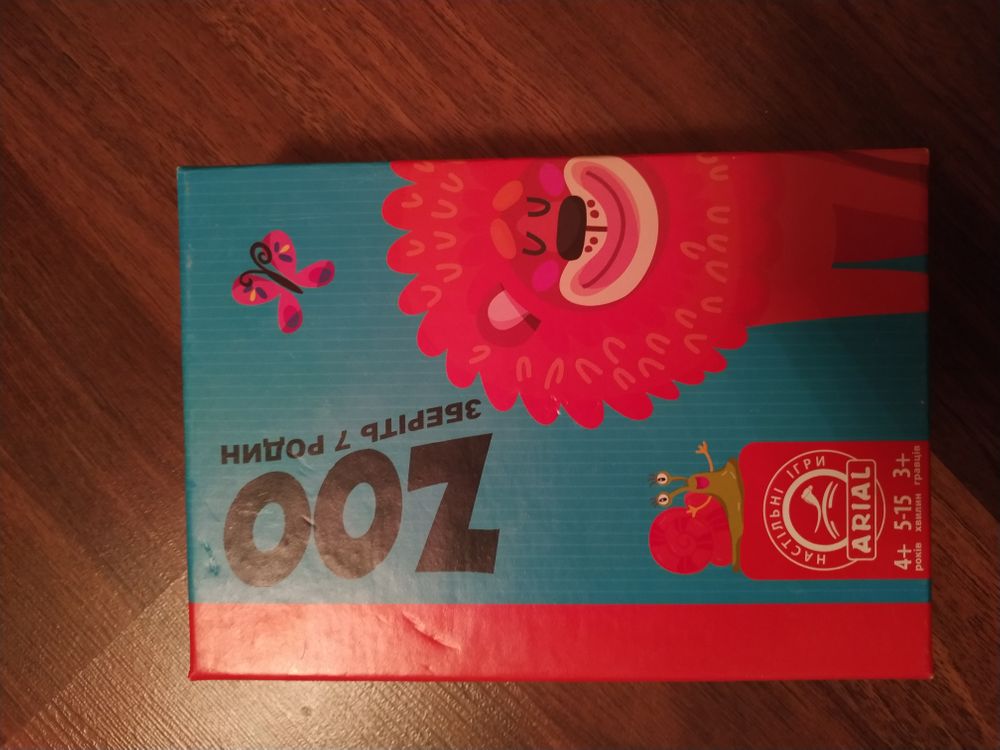 ZOO
ЗБЕРІТЬ 7 РОДИН
НАСТІЛЬНІ ІГРИ
ARIAL
4+ 5-15 3+
років хвилин гравців